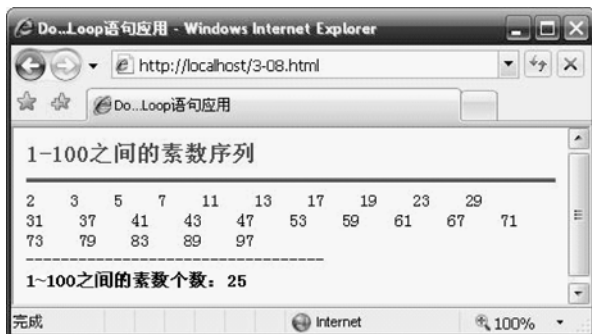 Do...Loop语句应用 - Windows Internet Explorer
http://localhost/3-08.html
Do...Loop语句应用
1-100之间的素数序列
2 3 5 7 11 13 17 19 23 29
31 37 41 43 47 53 59 61 67 71
73 79 83 89 97
-----------------------------------
1~100之间的素数个数：25
完成 Internet 100%